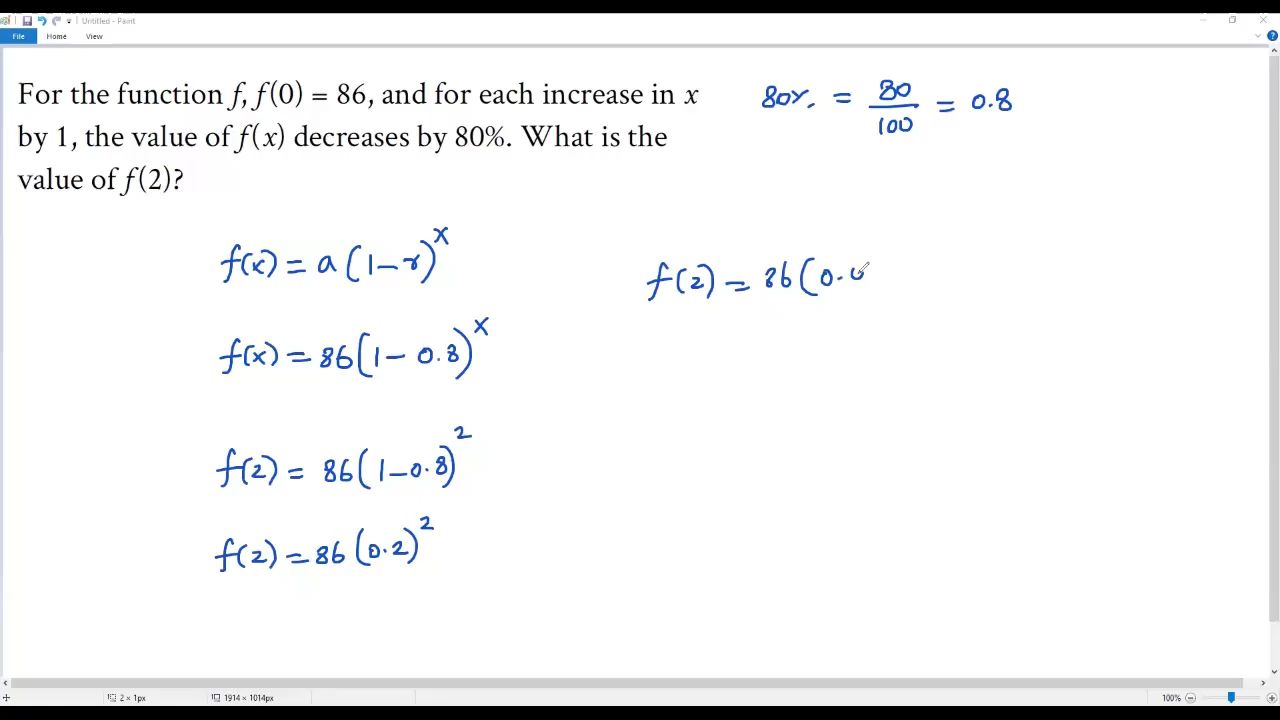 Untitled - Paint
File Home View
For the function f, f(0) = 86, and for each increase in x
by 1, the value of f(x) decreases by 80%. What is the
value of f(2)?
80%. = 80/100 = 0.8
f(x) = a(1-r)^x
f(x) = 86(1-0.8)^x
f(2) = 86(1-0.8)^2
f(2) = 86(0.2)^2
f(2) = 86(0.0
2 × 1px 1914 × 1014px 100%